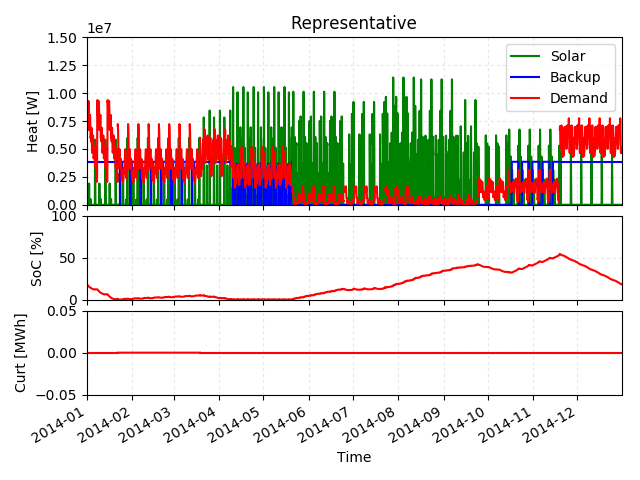 Representative
1e7
Heat [W]
1.50
1.25
1.00
0.75
0.50
0.25
0.00
Solar
Backup
Demand
SoC [%]
100
50
0
Curt [MWh]
0.05
0.00
−0.05
2014-01
2014-02
2014-03
2014-04
2014-05
2014-06
2014-07
2014-08
2014-09
2014-10
2014-11
2014-12
Time